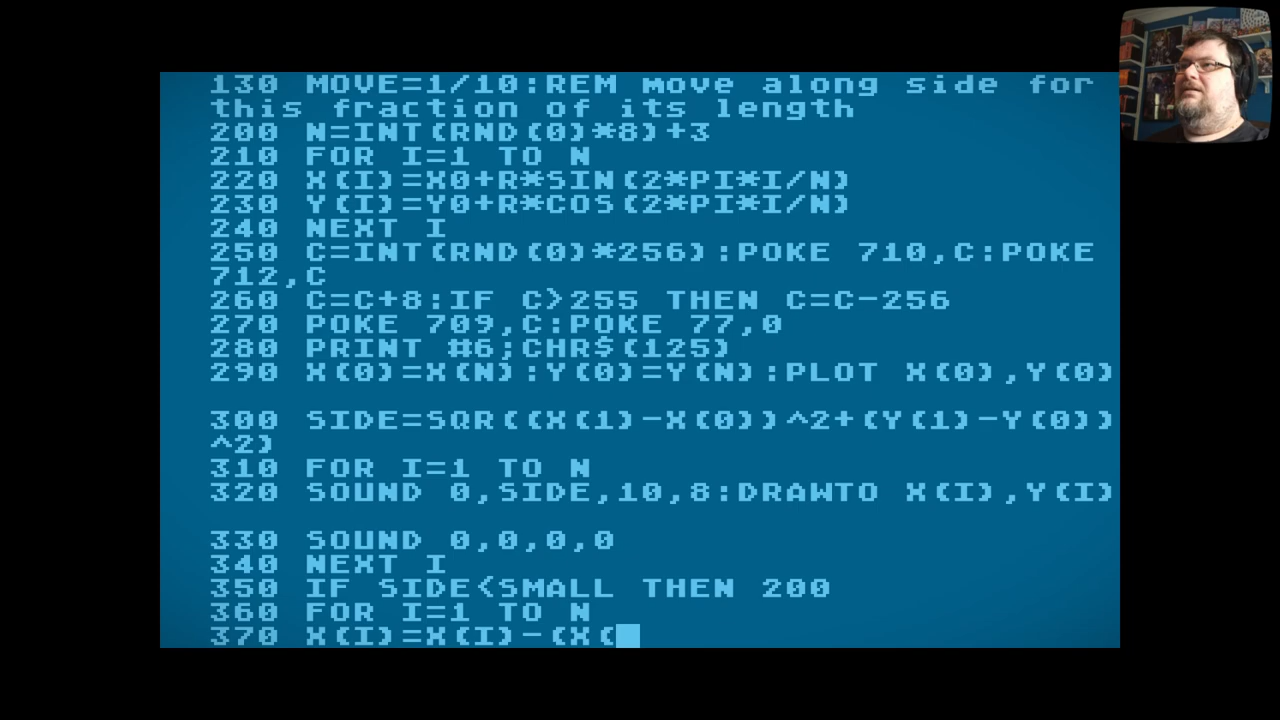 130 MOVE=1/10:REM move along side for
this fraction of its length
200 N=INT(RND(0)*8)+3
210 FOR I=1 TO N
220 X(I)=X0+R*SIN(2*PI*I/N)
230 Y(I)=Y0+R*COS(2*PI*I/N)
240 NEXT I
250 C=INT(RND(0)*256):POKE 710,C:POKE
712,C
260 C=C+8:IF C>255 THEN C=C-256
270 POKE 709,C:POKE 77,0
280 PRINT #6;CHR$(125)
290 X(0)=X(N):Y(0)=Y(N):PLOT X(0),Y(0)
300 SIDE=SQR((X(1)-X(0))^2+(Y(1)-Y(0))
^2)
310 FOR I=1 TO N
320 SOUND 0,SIDE,10,8:DRAWTO X(I),Y(I)
330 SOUND 0,0,0,0
340 NEXT I
350 IF SIDE<SMALL THEN 200
360 FOR I=1 TO N
370 X(I)=X(I)-(X(